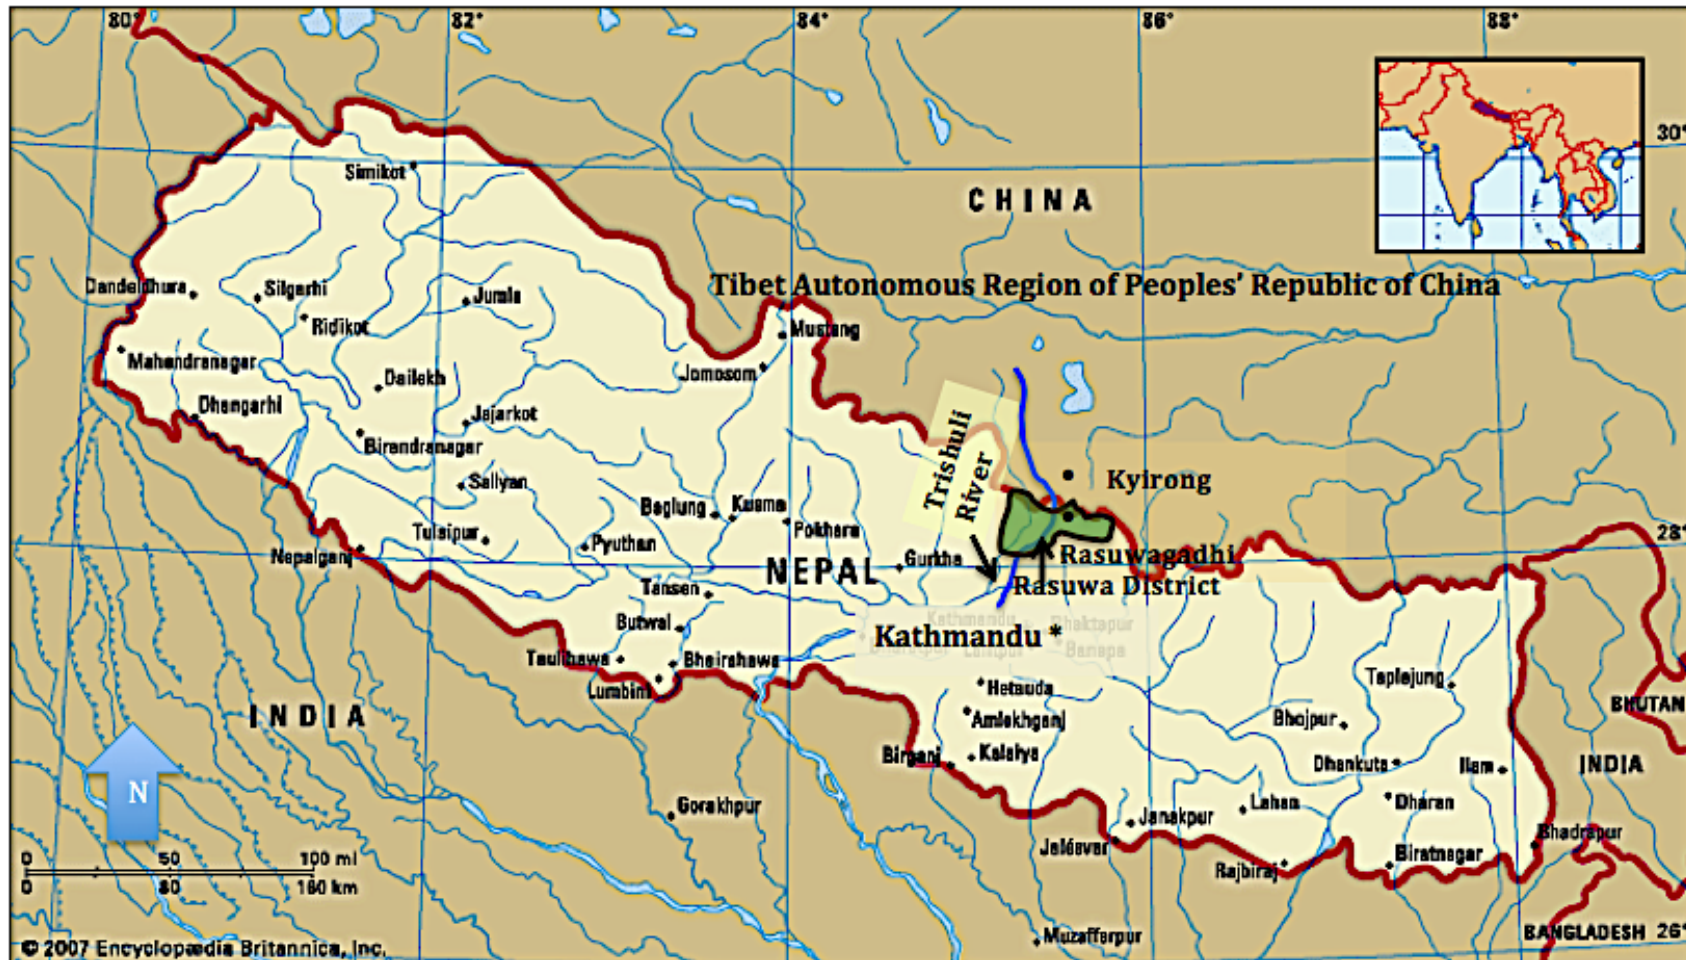 80°
82°
84°
86°
88°
30°
Simikot
CHINA
Tibet Autonomous Region of Peoples' Republic of China
Dandeldhura
Silgarhi
Jumla
Ridikot
Mustang
Mahendranagar
Jomosom
Dailekh
Dhangarhi
Jajarkot
Birendranagar
Trishuli
River
Kyirong
Sallyan
Baglung
Kusma
Pokhara
Tulsipur
Pyuthan
Nepalganj
28°
NEPAL
Gurkha
Rasuwagadhi
Rasuwa District
Tansen
Butwal
Kathmandu
Bhaktapur
Kathmandu *
Banepa
Taulihawa
Bhairahawa
Lumbini
Hetauda
Taplejung
INDIA
Amlekhganj
Bhojpur
BHUTAN
Birganj
Kalaiya
Dhankuta
Ilam
INDIA
N
Gorakhpur
Janakpur
Lahan
Dharan
Jaleswar
Bhadrapur
0 50 100 mi
0 80 160 km
Rajbiraj
Biratnagar
Muzaffarpur
BANGLADESH
26°
© 2007 Encyclopædia Britannica, Inc.